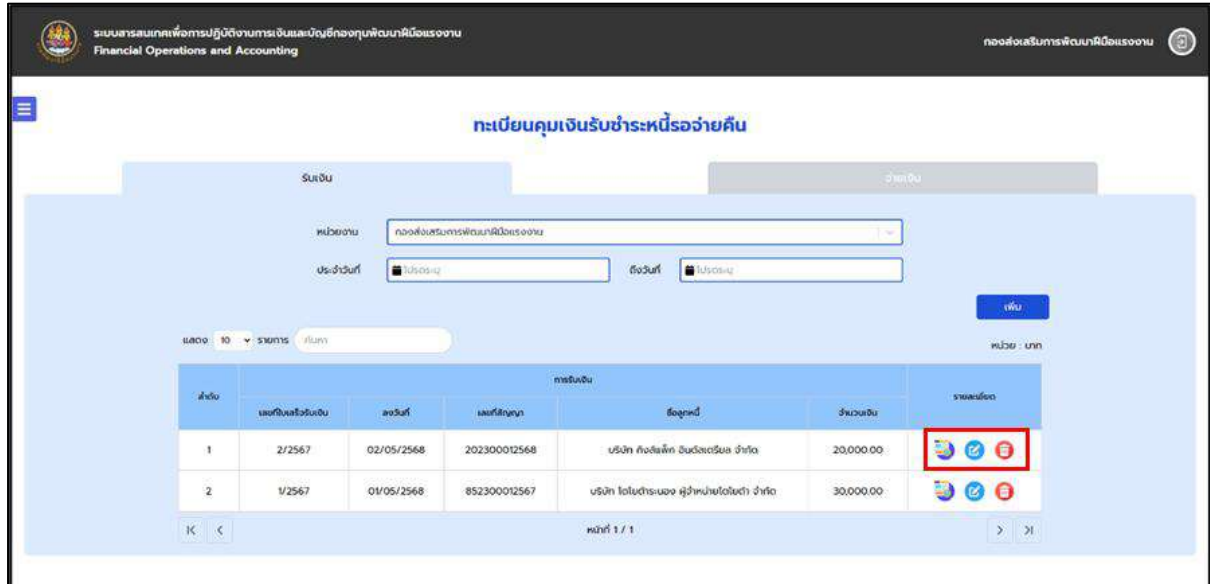 ระบบสารสนเทศเพื่อการปฏิบัติงานการเงินและบัญชีกองทุนพัฒนาฝีมือแรงงาน
Financial Operations and Accounting
กองส่งเสริมการพัฒนาฝีมือแรงงาน
ทะเบียนคุมเงินรับชำระหนี้รอจ่ายคืน
รับเงิน จ่ายเงิน
หน่วยงาน กองส่งเสริมการพัฒนาฝีมือแรงงาน
ประจำวันที่ โปรดระบุ ถึงวันที่ โปรดระบุ
เพิ่ม
แสดง 10 รายการ ค้นหา
หน่วย : บาท
ลำดับ การรับเงิน รายละเอียด
เลขที่ใบเสร็จรับเงิน ลงวันที่ เลขที่สัญญา ชื่อลูกหนี้ จำนวนเงิน
1 2/2567 02/05/2568 202300012568 บริษัท คิงส์แพ็ค อินดัสเตรียล จำกัด 20,000.00
2 1/2567 01/05/2568 852300012567 บริษัท โตโยต้าระนอง ผู้จำหน่ายโตโยต้า จำกัด 30,000.00
หน้าที่ 1 / 1